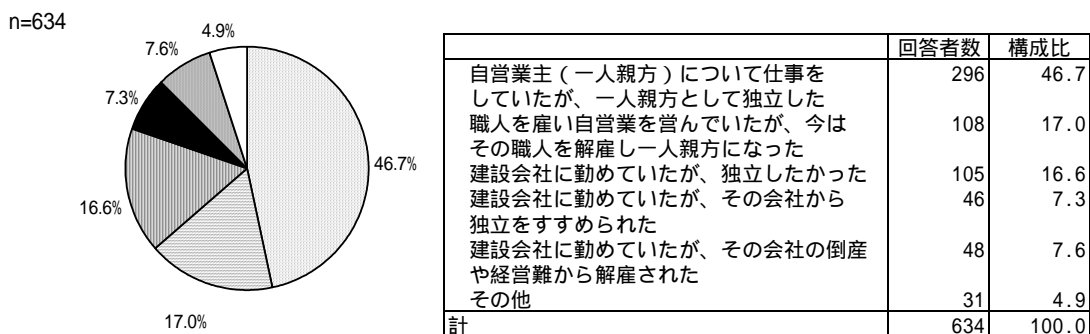 n=634
4.9%
7.6%
7.3%
46.7%
16.6%
17.0%
回答者数 構成比
自営業主(一人親方)について仕事を 296 46.7
していたが、一人親方として独立した
職人を雇い自営業を営んでいたが、今は 108 17.0
その職人を解雇し一人親方になった
建設会社に勤めていたが、独立したかった 105 16.6
建設会社に勤めていたが、その会社から 46 7.3
独立をすすめられた
建設会社に勤めていたが、その会社の倒産 48 7.6
や経営難から解雇された
その他 31 4.9
計 634 100.0